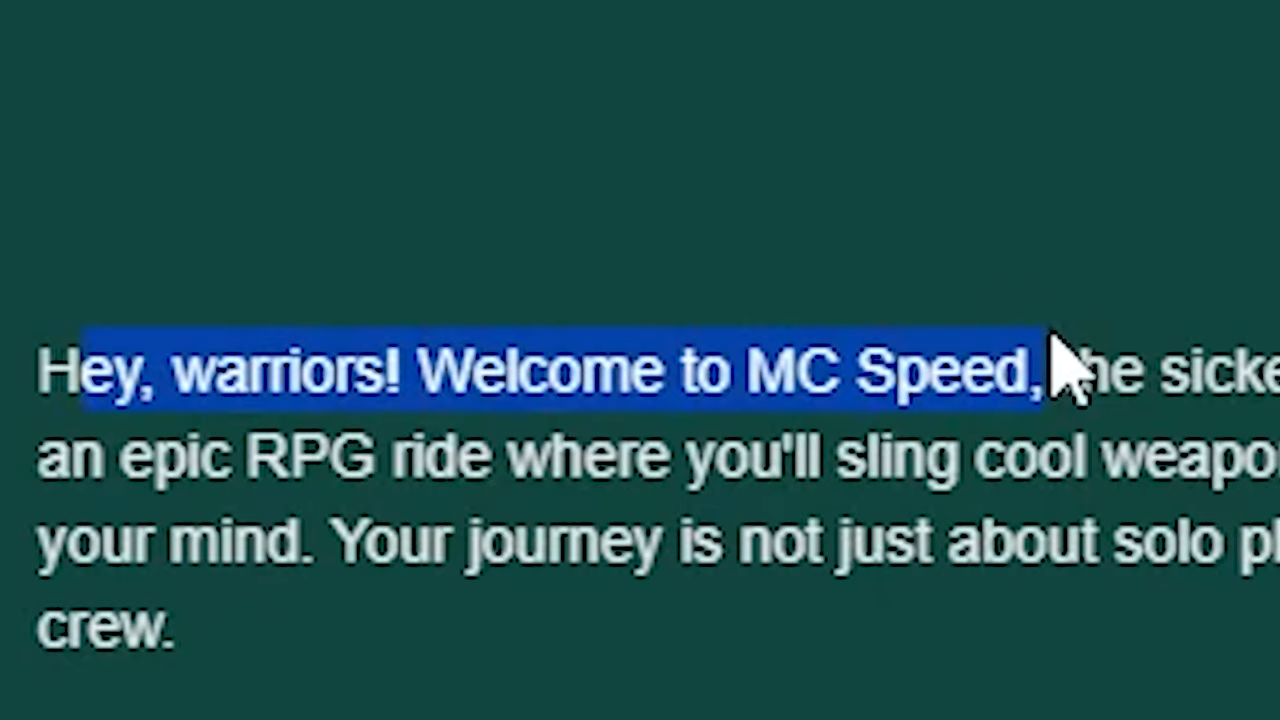 Hey, warriors! Welcome to MC Speed, the sicke
an epic RPG ride where you'll sling cool weapo
your mind. Your journey is not just about solo pl
crew.